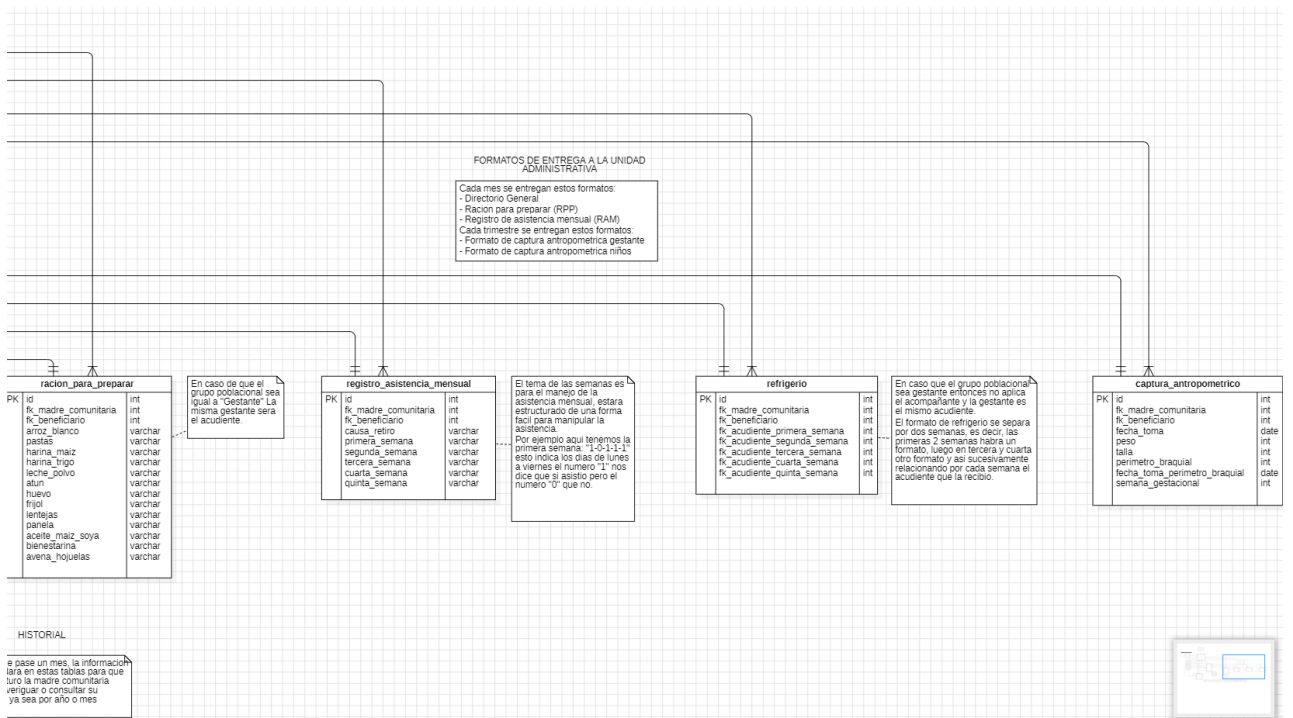 FORMATOS DE ENTREGA A LA UNIDAD
ADMINISTRATIVA
Cada mes se entregan estos formatos:
- Directorio General
- Racion para preparar (RPP)
- Registro de asistencia mensual (RAM)
Cada trimestre se entregan estos formatos:
- Formato de captura antropometrica gestante
- Formato de captura antropometrica niños
racion_para_preparar
PK id int
fk_madre_comunitaria int
fk_beneficiario int
arroz_blanco varchar
pastas varchar
harina_maiz varchar
harina_trigo varchar
leche_polvo varchar
atun varchar
huevo varchar
frijol varchar
lentejas varchar
panela varchar
aceite_maiz_soya varchar
bienestarina varchar
avena_hojuelas varchar
En caso de que el
grupo poblacional sea
igual a "Gestante" La
misma gestante sera
el acudiente.
registro_asistencia_mensual
PK id int
fk_madre_comunitaria int
fk_beneficiario int
causa_retiro varchar
primera_semana varchar
segunda_semana varchar
tercera_semana varchar
cuarta_semana varchar
quinta_semana varchar
El tema de las semanas es
para el manejo de la
asistencia mensual, estara
estructurado de una forma
facil para manipular la
asistencia.
Por ejemplo aqui tenemos la
primera semana: "1-0-1-1-1"
esto indica los dias de lunes
a viernes el numero "1" nos
dice que si asistio pero el
numero "0" que no.
refrigerio
PK id int
fk_madre_comunitaria int
fk_beneficiario int
fk_acudiente_primera_semana int
fk_acudiente_segunda_semana int
fk_acudiente_tercera_semana int
fk_acudiente_cuarta_semana int
fk_acudiente_quinta_semana int
En caso que el grupo poblacional
sea gestante entonces no aplica
el acompañante y la gestante es
el mismo acudiente.
El formato de refrigerio se separa
por dos semanas, es decir, las
primeras 2 semanas habra un
formato, luego en tercera y cuarta
otro formato y asi sucesivamente
relacionando por cada semana el
acudiente que la recibio.
captura_antropometrico
PK id int
fk_madre_comunitaria int
fk_beneficiario int
fecha_toma date
peso int
talla int
perimetro_braquial int
fecha_toma_perimetro_braquial date
semana_gestacional int
HISTORIAL
e pase un mes, la informacion
lara en estas tablas para que
turo la madre comunitaria
veriguar o consultar su
ya sea por año o mes